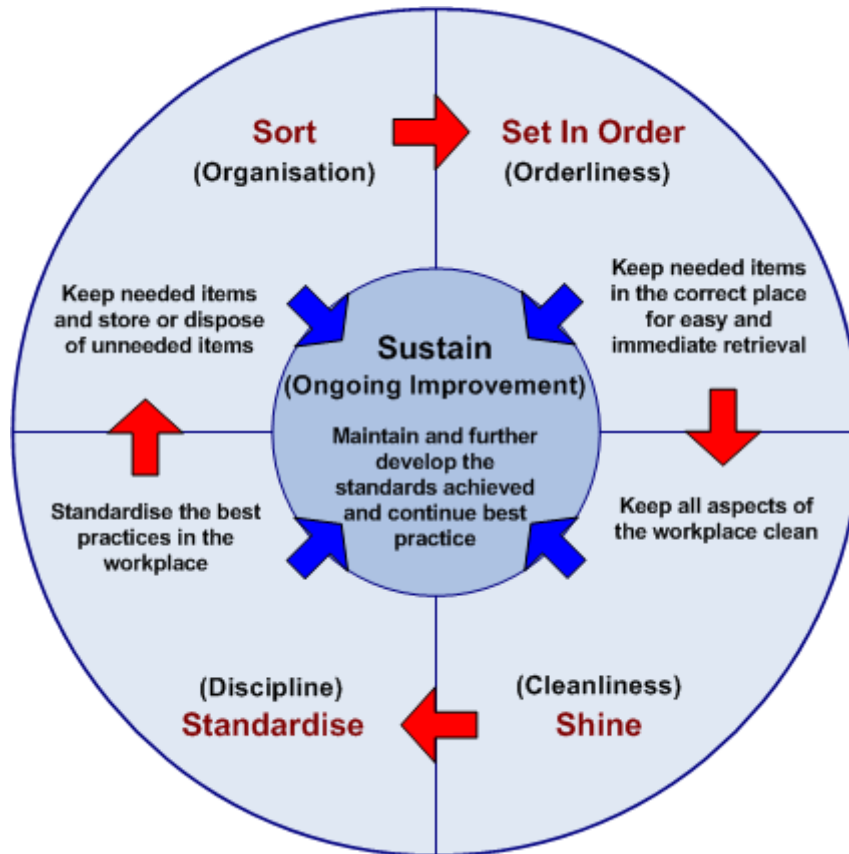 Sort
(Organisation)
Keep needed items
and store or dispose
of unneeded items
Set In Order
(Orderliness)
Keep needed items
in the correct place
for easy and
immediate retrieval
Sustain
(Ongoing Improvement)
Maintain and further
develop the
standards achieved
and continue best
practice
Keep all aspects of
the workplace clean
(Cleanliness)
Shine
Standardise the best
practices in the
workplace
(Discipline)
Standardise